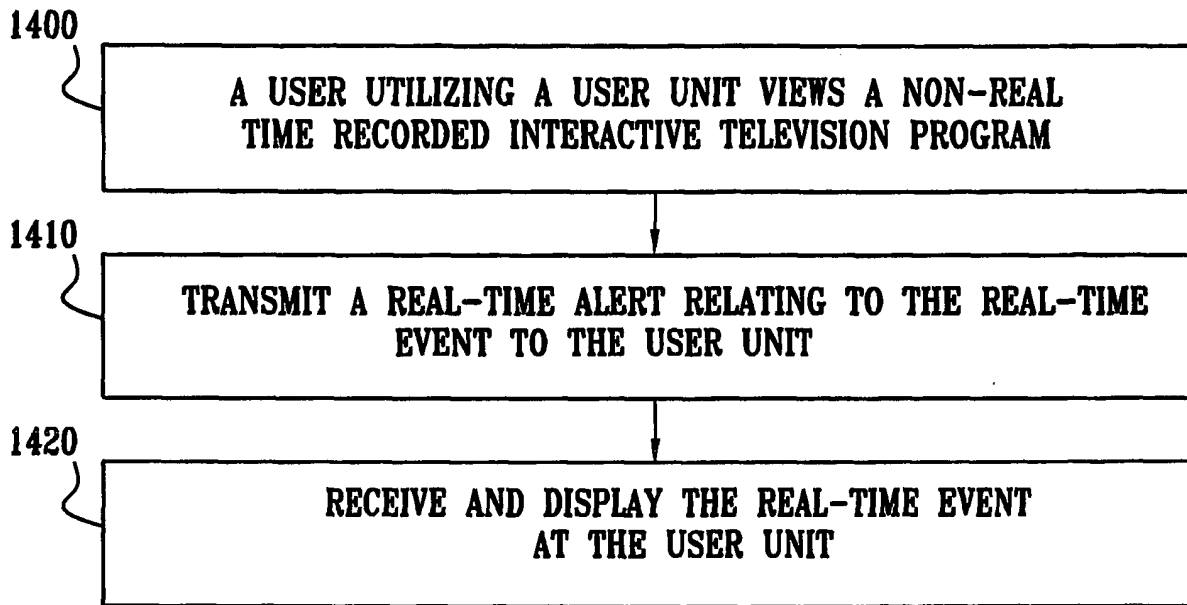 1400
A USER UTILIZING A USER UNIT VIEWS A NON-REAL
TIME RECORDED INTERACTIVE TELEVISION PROGRAM
1410
TRANSMIT A REAL-TIME ALERT RELATING TO THE REAL-TIME
EVENT TO THE USER UNIT
1420
RECEIVE AND DISPLAY THE REAL-TIME EVENT
AT THE USER UNIT